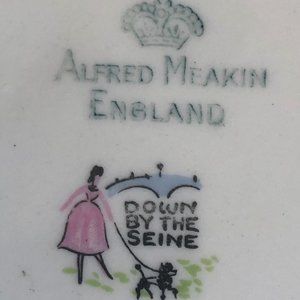 ALFRED MEAKIN
ENGLAND
DOWN
BY THE
SEINE